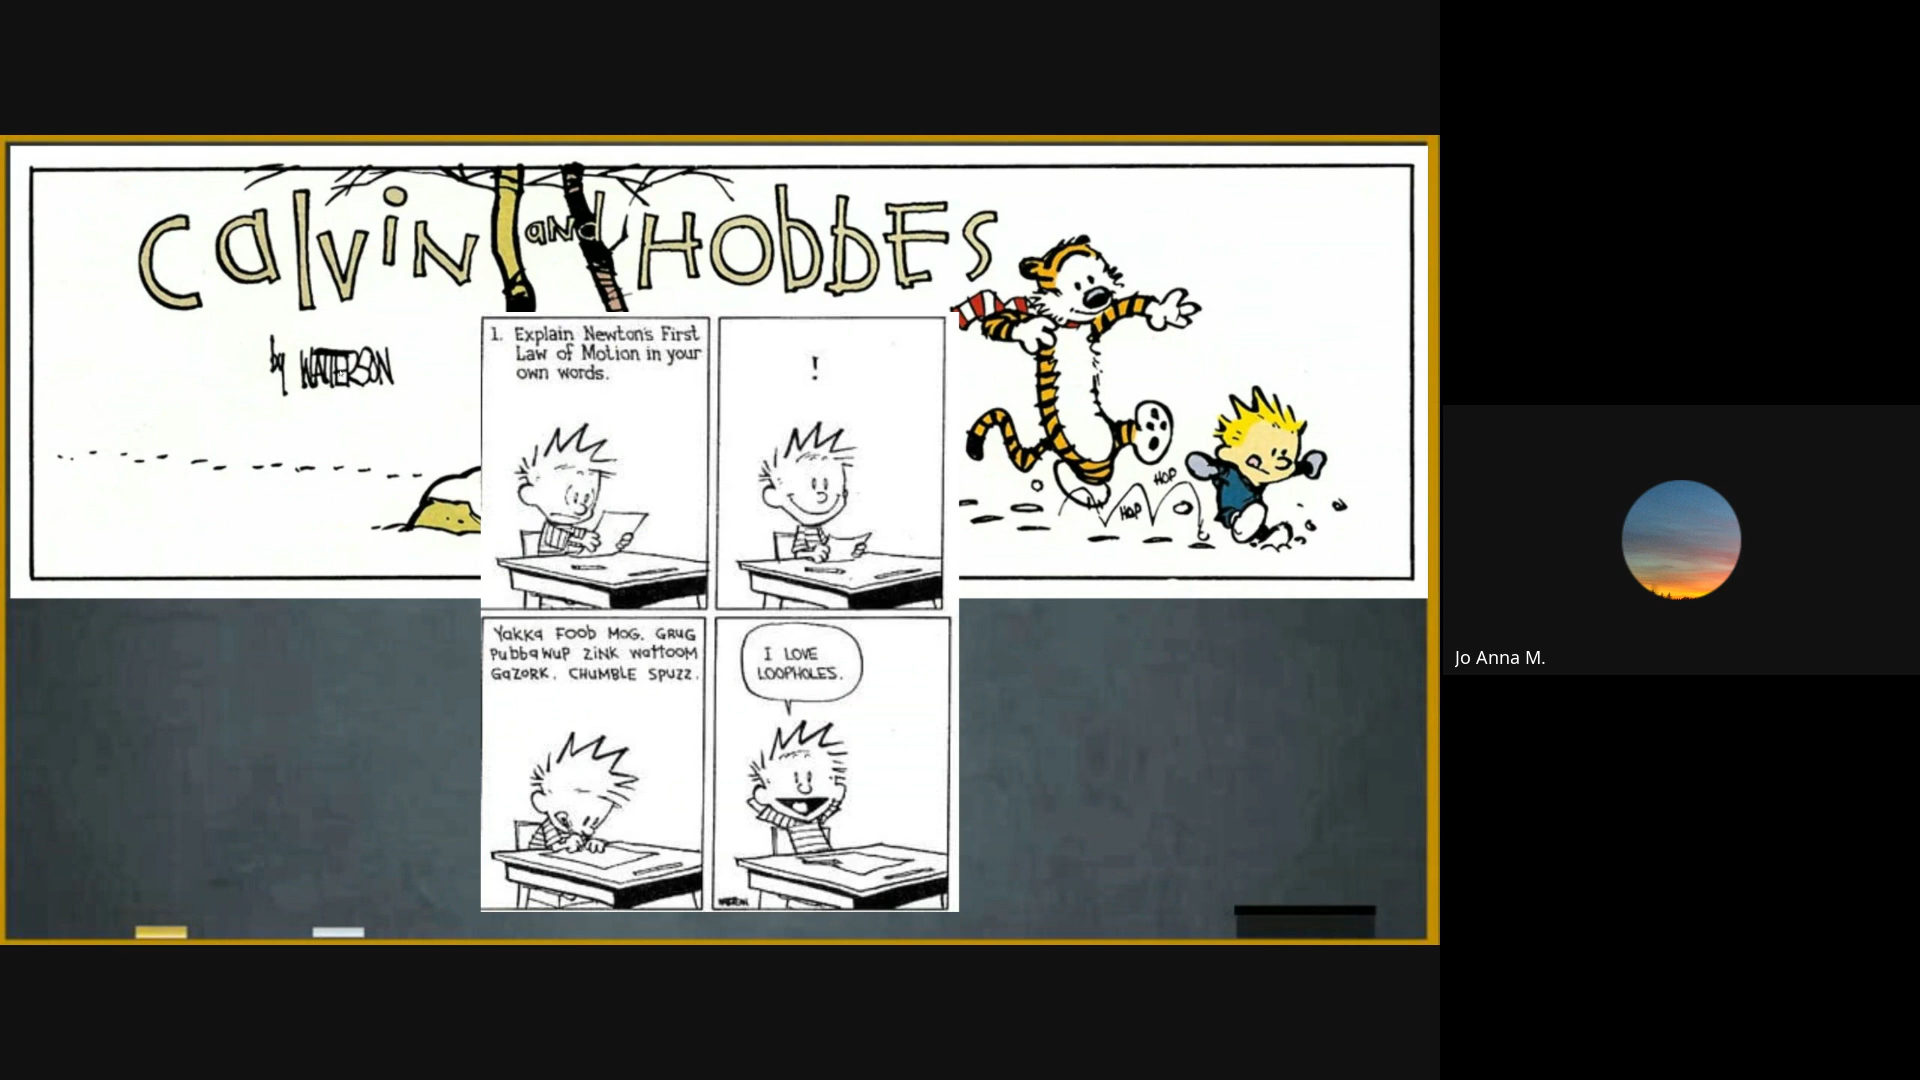 Calvin and HobbEs
by WATTERSON
1. Explain Newton's First
Law of Motion in your
own words.
!
Yakka Foob Mog. Grug
Pubbawup zink wattoom
Gazork. Chumble spuzz.
I LOVE
LOOPHOLES.
HOP
HOP
WATTERSON
Jo Anna M.